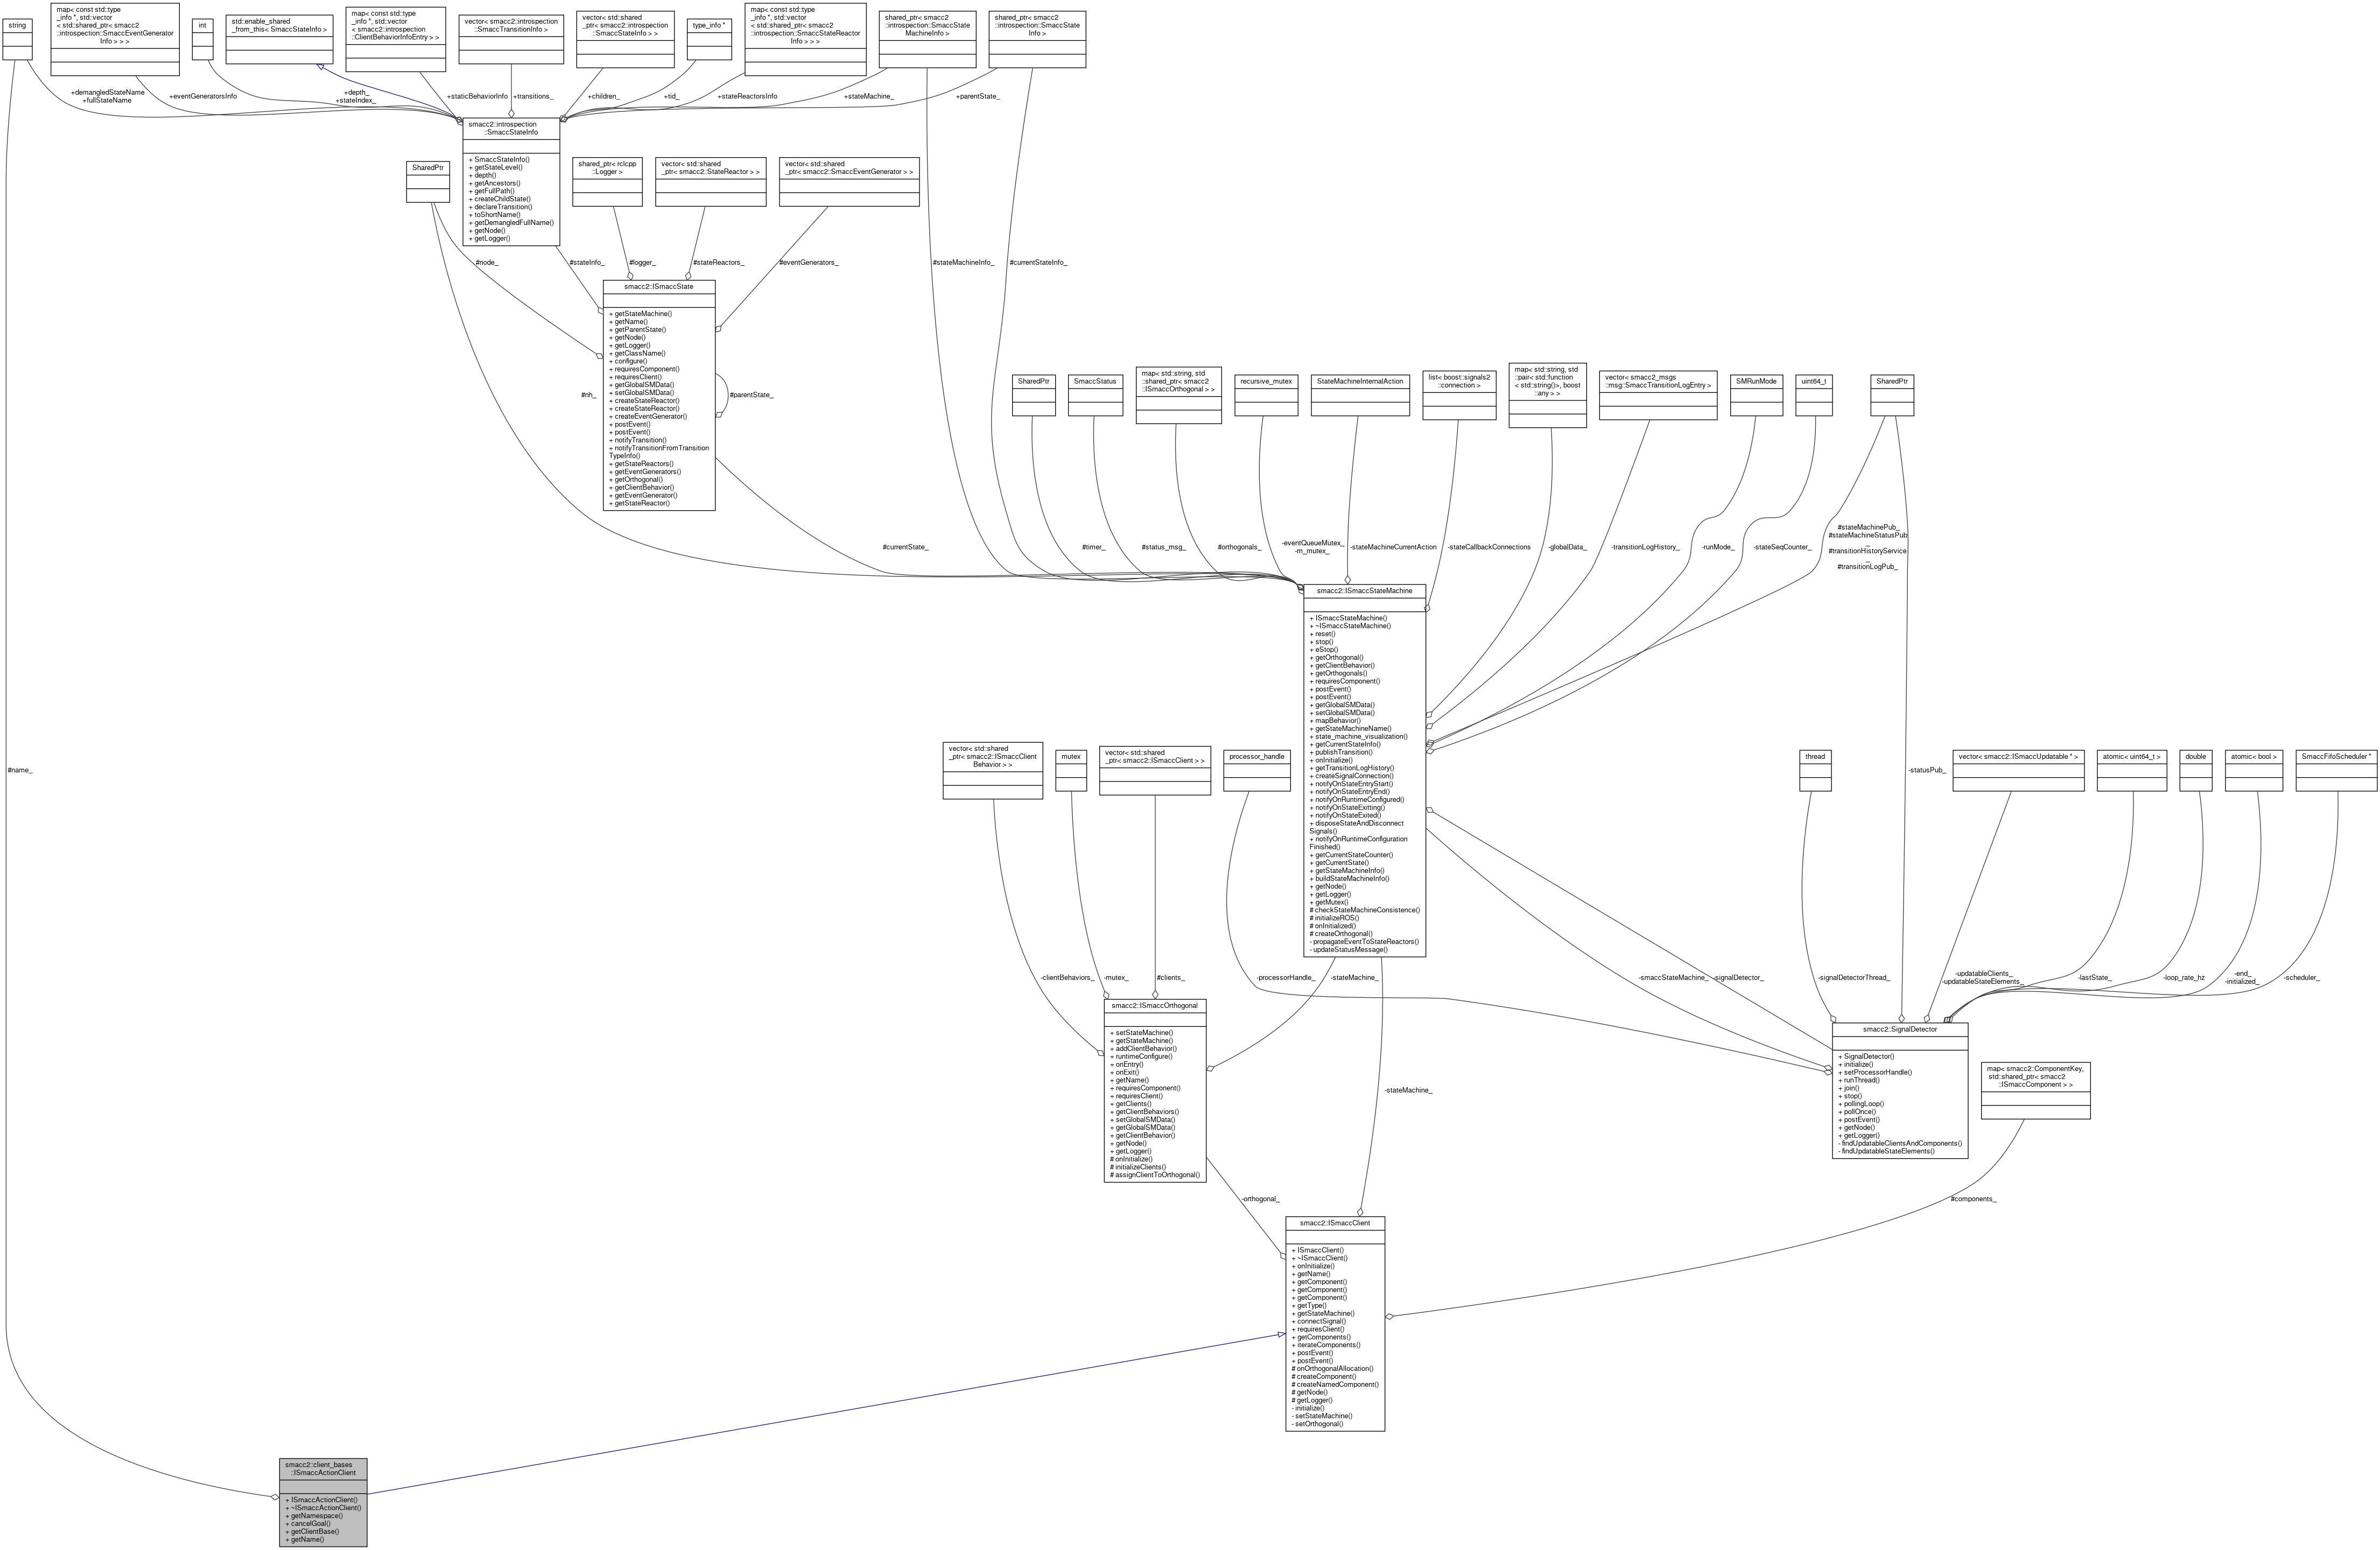 string
map< const std::type
_info *, std::vector
< std::shared_ptr< smacc2
::introspection::SmaccEventGenerator
Info > > >
int
std::enable_shared
_from_this< SmaccStateInfo >
map< const std::type
_info *, std::vector
< smacc2::introspection
::ClientBehaviorInfoEntry > >
vector< smacc2::introspection
::SmaccTransitionInfo >
vector< std::shared
_ptr< smacc2::introspection
::SmaccStateInfo > >
type_info *
map< const std::type
_info *, std::vector
< std::shared_ptr< smacc2
::introspection::SmaccStateReactor
Info > > >
shared_ptr< smacc2
::introspection::SmaccState
MachineInfo >
shared_ptr< smacc2
::introspection::SmaccState
Info >
+demangledStateName
+fullStateName
+eventGeneratorsInfo
+depth_
+stateIndex_
+staticBehaviorInfo
+transitions_
+children_
+tid_
+stateReactorsInfo
+stateMachine_
+parentState_
smacc2::introspection
::SmaccStateInfo
+ SmaccStateInfo()
+ getStateLevel()
+ depth()
+ getAncestors()
+ getFullPath()
+ createChildState()
+ declareTransition()
+ toShortName()
+ getDemangledFullName()
+ getNode()
+ getLogger()
SharedPtr
shared_ptr< rclcpp
::Logger >
vector< std::shared
_ptr< smacc2::StateReactor > >
vector< std::shared
_ptr< smacc2::SmaccEventGenerator > >
#node_
#stateInfo_
#logger_
#stateReactors_
#eventGenerators_
#stateMachineInfo_
#currentStateInfo_
smacc2::ISmaccState
+ getStateMachine()
+ getName()
+ getParentState()
+ getNode()
+ getLogger()
+ getClassName()
+ configure()
+ requiresComponent()
+ requiresClient()
+ getGlobalSMData()
+ setGlobalSMData()
+ createStateReactor()
+ createStateReactor()
+ createEventGenerator()
+ postEvent()
+ postEvent()
+ notifyTransition()
+ notifyTransitionFromTransition
TypeInfo()
+ getStateReactors()
+ getEventGenerators()
+ getOrthogonal()
+ getClientBehavior()
+ getEventGenerator()
+ getStateReactor()
#nh_
#parentState_
SharedPtr
SmaccStatus
map< std::string, std
::shared_ptr< smacc2
::ISmaccOrthogonal > >
recursive_mutex
StateMachineInternalAction
list< boost::signals2
::connection >
map< std::string, std
::pair< std::function
< std::string()>, boost
::any > >
vector< smacc2_msgs
::msg::SmaccTransitionLogEntry >
SMRunMode
uint64_t
SharedPtr
#currentState_
#timer_
#status_msg_
#orthogonals_
-eventQueueMutex_
-m_mutex_
-stateMachineCurrentAction
-stateCallbackConnections
-globalData_
-transitionLogHistory_
-runMode_
-stateSeqCounter_
#stateMachinePub_
#stateMachineStatusPub
_
#transitionHistoryService
_
#transitionLogPub_
smacc2::ISmaccStateMachine
+ ISmaccStateMachine()
+ ~ISmaccStateMachine()
+ reset()
+ stop()
+ eStop()
+ getOrthogonal()
+ getClientBehavior()
+ getOrthogonals()
+ requiresComponent()
+ postEvent()
+ postEvent()
+ getGlobalSMData()
+ setGlobalSMData()
+ mapBehavior()
+ getStateMachineName()
+ state_machine_visualization()
+ getCurrentStateInfo()
+ publishTransition()
+ onInitialize()
+ getTransitionLogHistory()
+ createSignalConnection()
+ notifyOnStateEntryStart()
+ notifyOnStateEntryEnd()
+ notifyOnRuntimeConfigured()
+ notifyOnStateExitting()
+ notifyOnStateExited()
+ disposeStateAndDisconnect
Signals()
+ notifyOnRuntimeConfiguration
Finished()
+ getCurrentStateCounter()
+ getCurrentState()
+ getStateMachineInfo()
+ buildStateMachineInfo()
+ getNode()
+ getLogger()
+ getMutex()
# checkStateMachineConsistence()
# initializeROS()
# onInitialized()
# createOrthogonal()
- propagateEventToStateReactors()
- updateStatusMessage()
#name_
vector< std::shared
_ptr< smacc2::ISmaccClient
Behavior > >
mutex
vector< std::shared
_ptr< smacc2::ISmaccClient > >
processor_handle
-statusPub_
thread
vector< smacc2::ISmaccUpdatable * >
atomic< uint64_t >
double
atomic< bool >
SmaccFifoScheduler *
-clientBehaviors_
-mutex_
#clients_
-processorHandle_
-stateMachine_
-smaccStateMachine_
-signalDetector_
-signalDetectorThread_
-updatableClients_
-updatableStateElements_
-lastState_
-loop_rate_hz
-end_
-initialized_
-scheduler_
smacc2::ISmaccOrthogonal
+ setStateMachine()
+ getStateMachine()
+ addClientBehavior()
+ runtimeConfigure()
+ onEntry()
+ onExit()
+ getName()
+ requiresComponent()
+ requiresClient()
+ getClients()
+ getClientBehaviors()
+ setGlobalSMData()
+ getGlobalSMData()
+ getClientBehavior()
+ getNode()
+ getLogger()
# onInitialize()
# initializeClients()
# assignClientToOrthogonal()
smacc2::SignalDetector
+ SignalDetector()
+ initialize()
+ setProcessorHandle()
+ runThread()
+ join()
+ stop()
+ pollingLoop()
+ pollOnce()
+ postEvent()
+ getNode()
+ getLogger()
- findUpdatableClientsAndComponents()
- findUpdatableStateElements()
map< smacc2::ComponentKey,
std::shared_ptr< smacc2
::ISmaccComponent > >
-stateMachine_
-orthogonal_
#components_
smacc2::ISmaccClient
+ ISmaccClient()
+ ~ISmaccClient()
+ onInitialize()
+ getName()
+ getComponent()
+ getComponent()
+ getComponent()
+ getType()
+ getStateMachine()
+ connectSignal()
+ requiresClient()
+ getComponents()
+ iterateComponents()
+ postEvent()
+ postEvent()
# onOrthogonalAllocation()
# createComponent()
# createNamedComponent()
# getNode()
# getLogger()
- initialize()
- setStateMachine()
- setOrthogonal()
smacc2::client_bases
::ISmaccActionClient
+ ISmaccActionClient()
+ ~ISmaccActionClient()
+ getNamespace()
+ cancelGoal()
+ getClientBase()
+ getName()